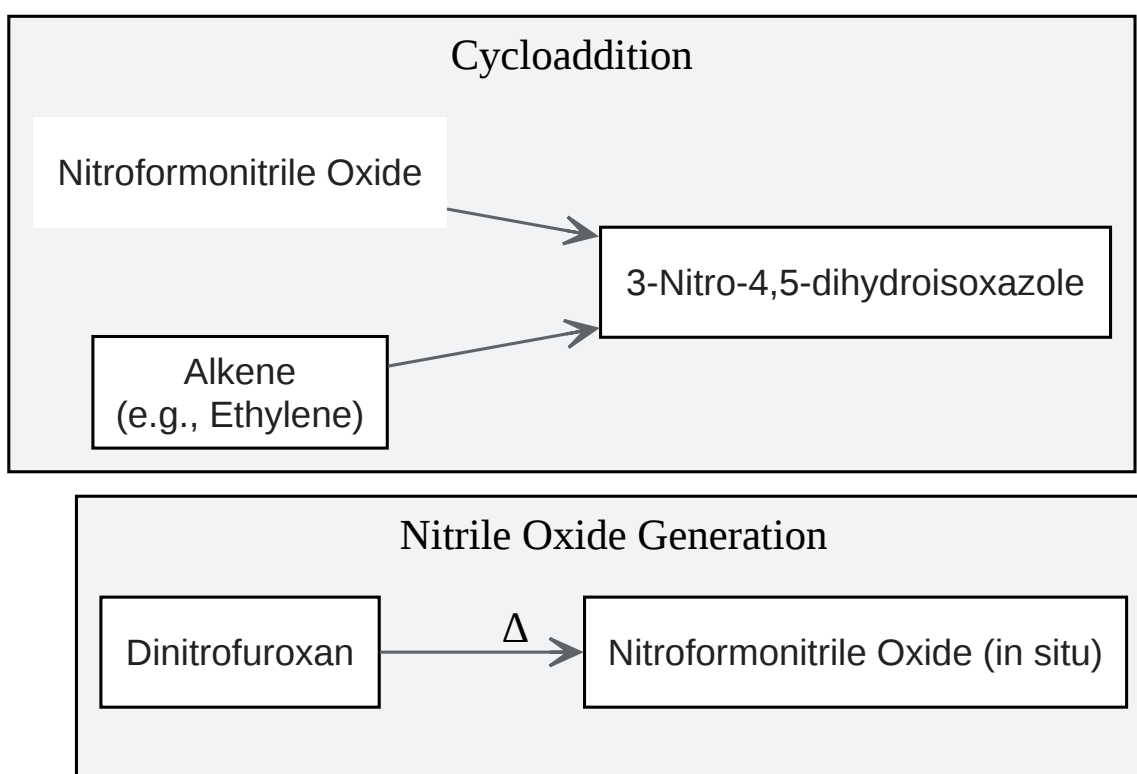 Cycloaddition
Nitroformonitrile Oxide
3-Nitro-4,5-dihydroisoxazole
Alkene
(e.g., Ethylene)
Nitrile Oxide Generation
Dinitrofuroxan
Δ
Nitroformonitrile Oxide (in situ)